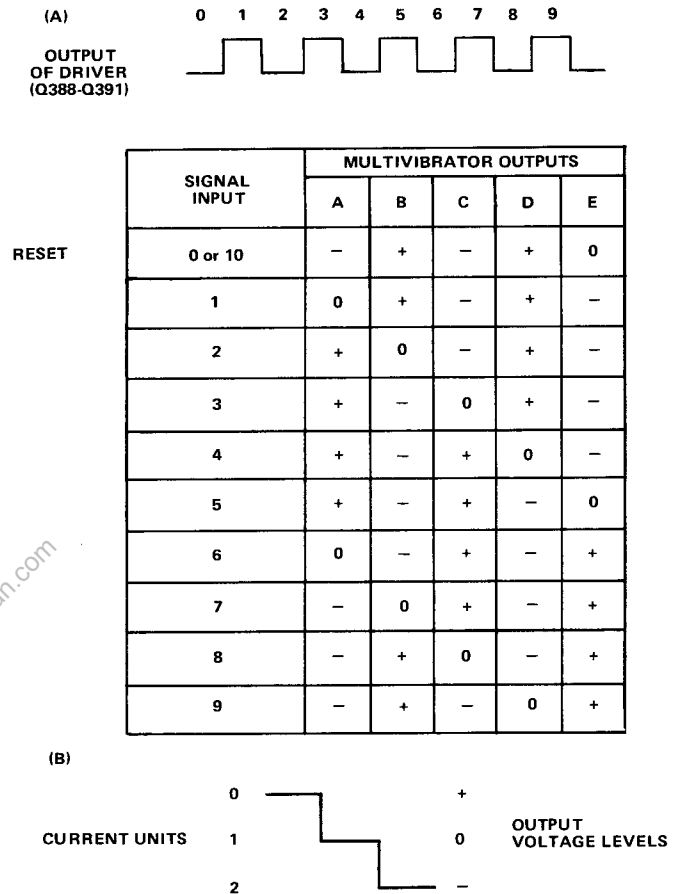 (A)
0 1 2 3 4 5 6 7 8 9
OUTPUT
OF DRIVER
(Q388-Q391)
SIGNAL
INPUT
MULTIVIBRATOR OUTPUTS
A B C D E
RESET 0 or 10 — + — + 0
1 0 + — + —
2 + 0 — + —
3 + — 0 + —
4 + — + 0 —
5 + — + — 0
6 0 — + — +
7 — 0 + — +
8 — + 0 — +
9 — + — 0 +
(B)
0 +
CURRENT UNITS 1 0 OUTPUT
VOLTAGE LEVELS
2 —